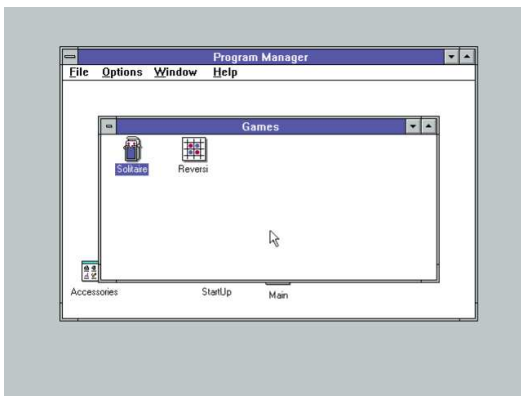 Program Manager
File Options Window Help
Games
Solitaire Reversi
Accessories StartUp Main